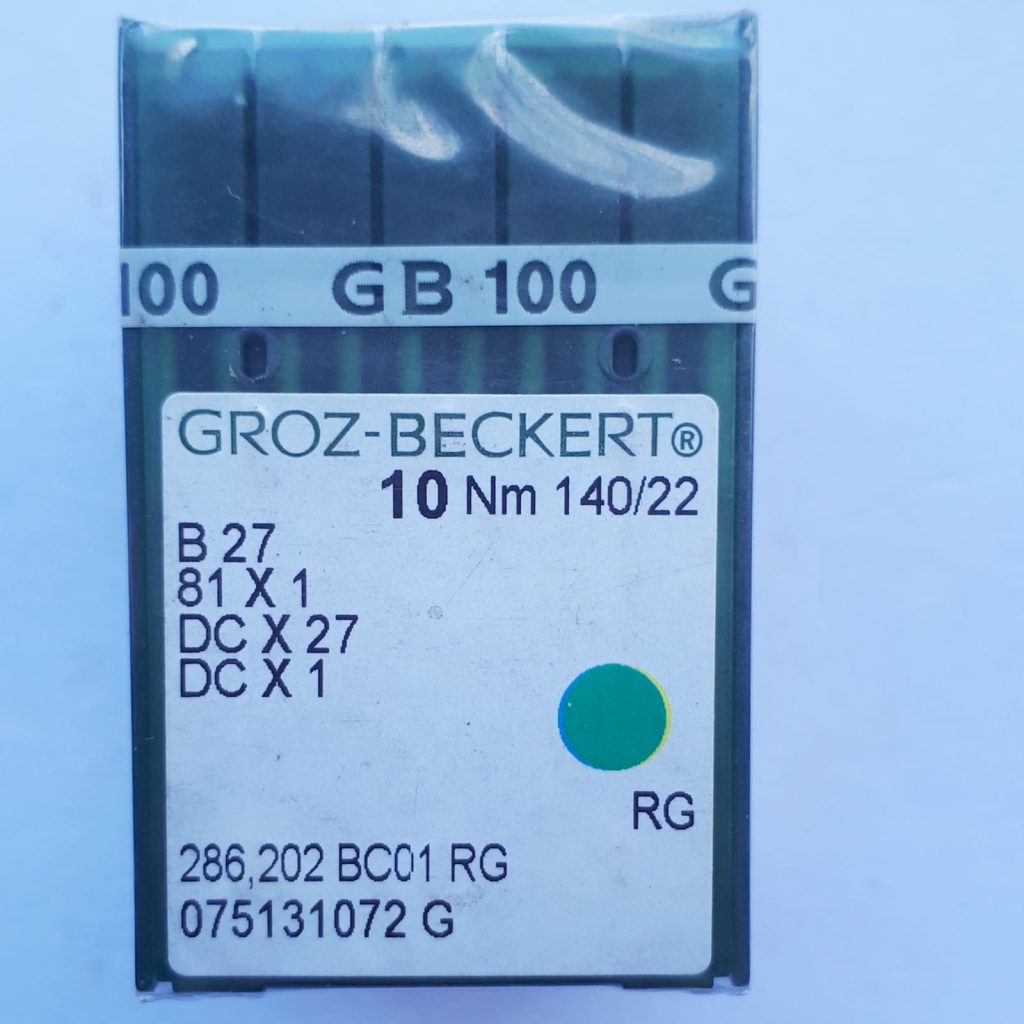 100 GB 100 G
GROZ-BECKERT®
10 Nm 140/22
B 27
81 X 1
DC X 27
DC X 1
RG
286,202 BC01 RG
075131072 G